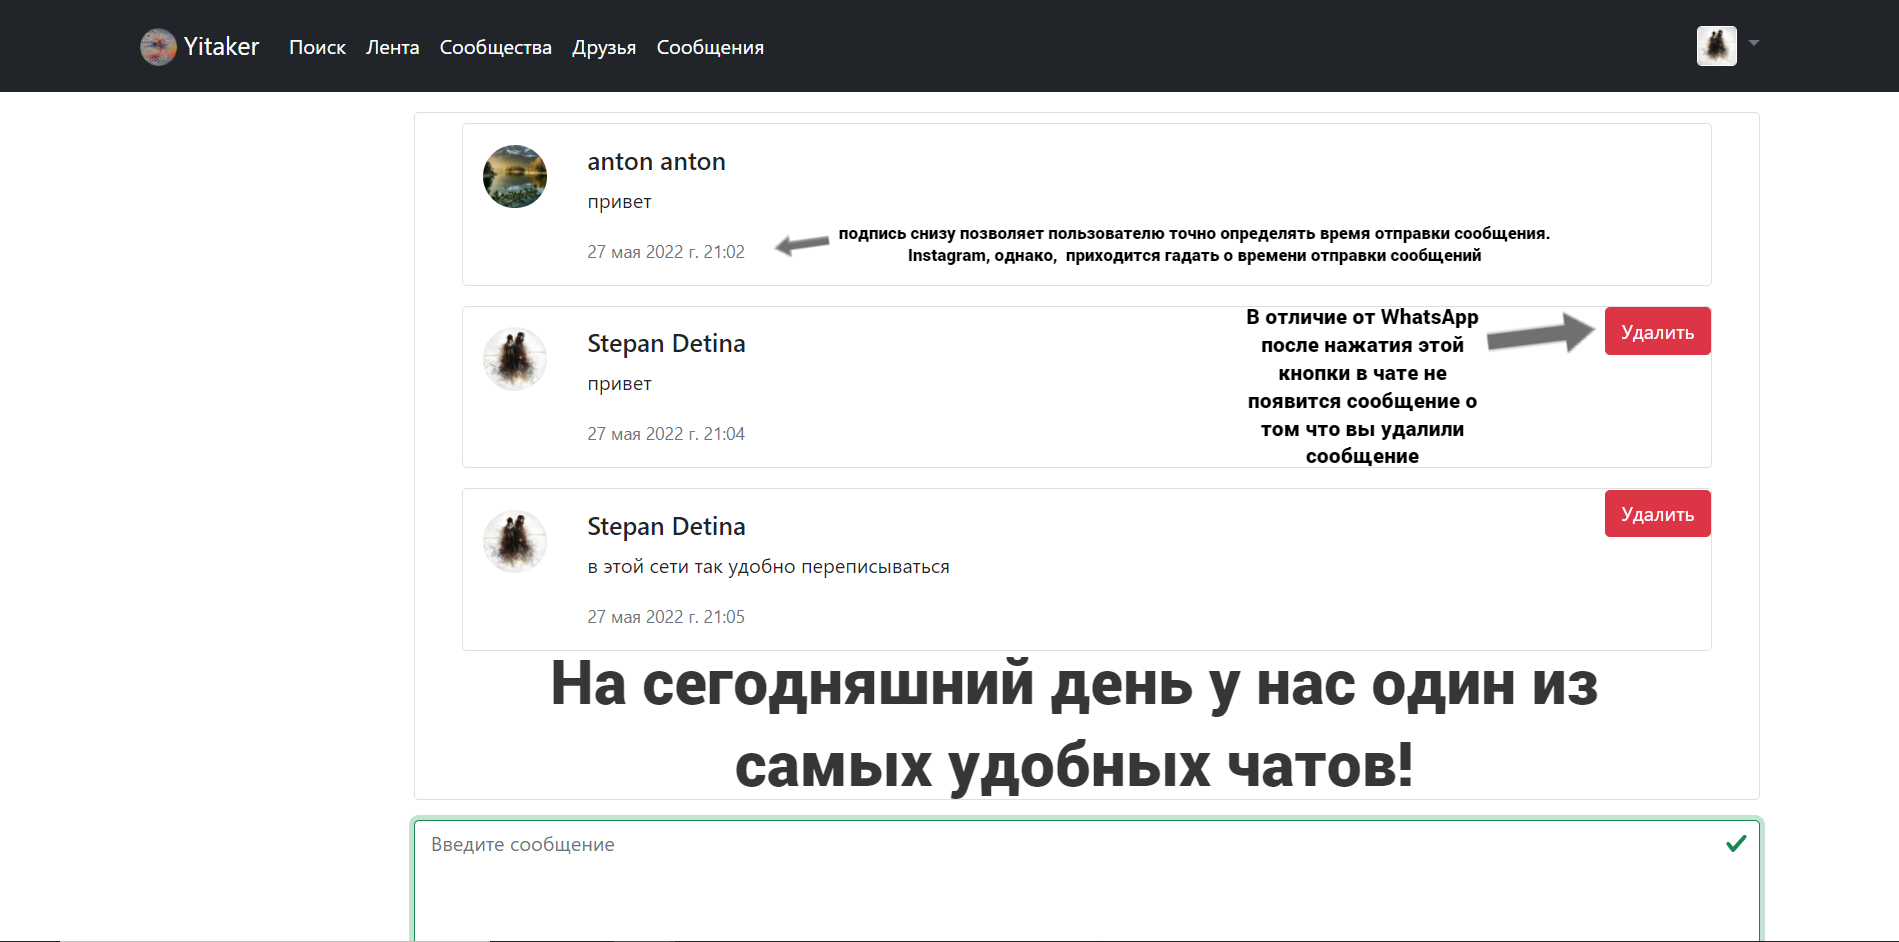 Yitaker Поиск Лента Сообщества Друзья Сообщения
anton anton
привет
27 мая 2022 г. 21:02
подпись снизу позволяет пользователю точно определять время отправки сообщения.
Instagram, однако, приходится гадать о времени отправки сообщений
Stepan Detina
привет
27 мая 2022 г. 21:04
В отличие от WhatsApp
после нажатия этой
кнопки в чате не
появится сообщение о
том что вы удалили
сообщение
Удалить
Stepan Detina
в этой сети так удобно переписываться
27 мая 2022 г. 21:05
Удалить
На сегодняшний день у нас один из
самых удобных чатов!
Введите сообщение